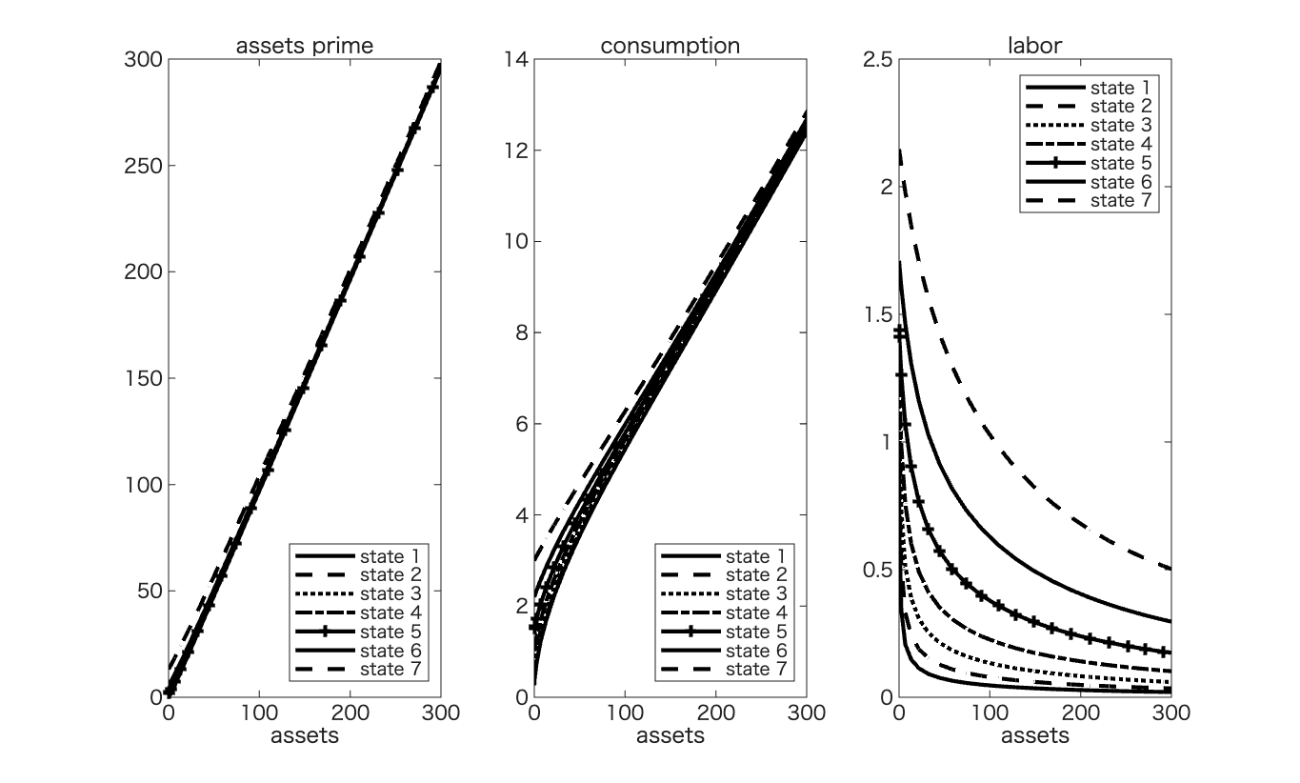 assets prime
300
250
200
150
100
50
0
0 100 200 300
assets
state 1
state 2
state 3
state 4
state 5
state 6
state 7
consumption
14
12
10
8
6
4
2
0
0 100 200 300
assets
state 1
state 2
state 3
state 4
state 5
state 6
state 7
labor
2.5
2
1.5
1
0.5
0
0 100 200 300
assets
state 1
state 2
state 3
state 4
state 5
state 6
state 7